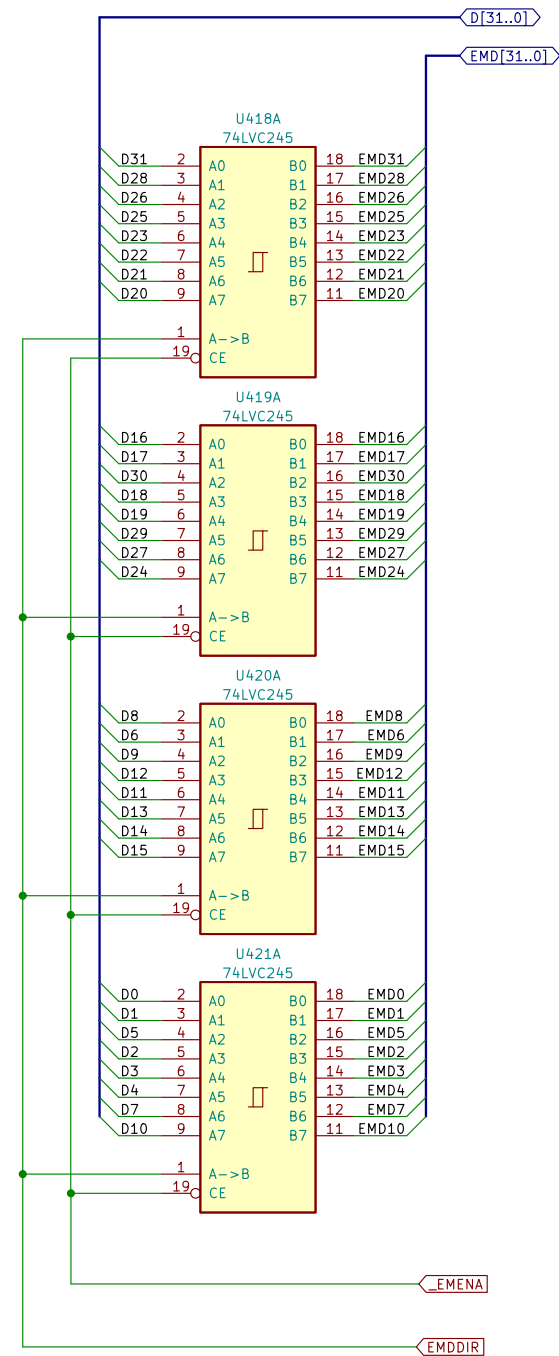 D[31..0]
EMD[31..0]
U418A
74LVC245
D31 2 A0 B0 18 EMD31
D28 3 A1 B1 17 EMD28
D26 4 A2 B2 16 EMD26
D25 5 A3 B3 15 EMD25
D23 6 A4 B4 14 EMD23
D22 7 A5 B5 13 EMD22
D21 8 A6 B6 12 EMD21
D20 9 A7 B7 11 EMD20
1 A->B
19 CE
U419A
74LVC245
D16 2 A0 B0 18 EMD16
D17 3 A1 B1 17 EMD17
D30 4 A2 B2 16 EMD30
D18 5 A3 B3 15 EMD18
D19 6 A4 B4 14 EMD19
D29 7 A5 B5 13 EMD29
D27 8 A6 B6 12 EMD27
D24 9 A7 B7 11 EMD24
1 A->B
19 CE
U420A
74LVC245
D8 2 A0 B0 18 EMD8
D6 3 A1 B1 17 EMD6
D9 4 A2 B2 16 EMD9
D12 5 A3 B3 15 EMD12
D11 6 A4 B4 14 EMD11
D13 7 A5 B5 13 EMD13
D14 8 A6 B6 12 EMD14
D15 9 A7 B7 11 EMD15
1 A->B
19 CE
U421A
74LVC245
D0 2 A0 B0 18 EMD0
D1 3 A1 B1 17 EMD1
D5 4 A2 B2 16 EMD5
D2 5 A3 B3 15 EMD2
D3 6 A4 B4 14 EMD3
D4 7 A5 B5 13 EMD4
D7 8 A6 B6 12 EMD7
D10 9 A7 B7 11 EMD10
1 A->B
19 CE
_EMENA
EMDDIR